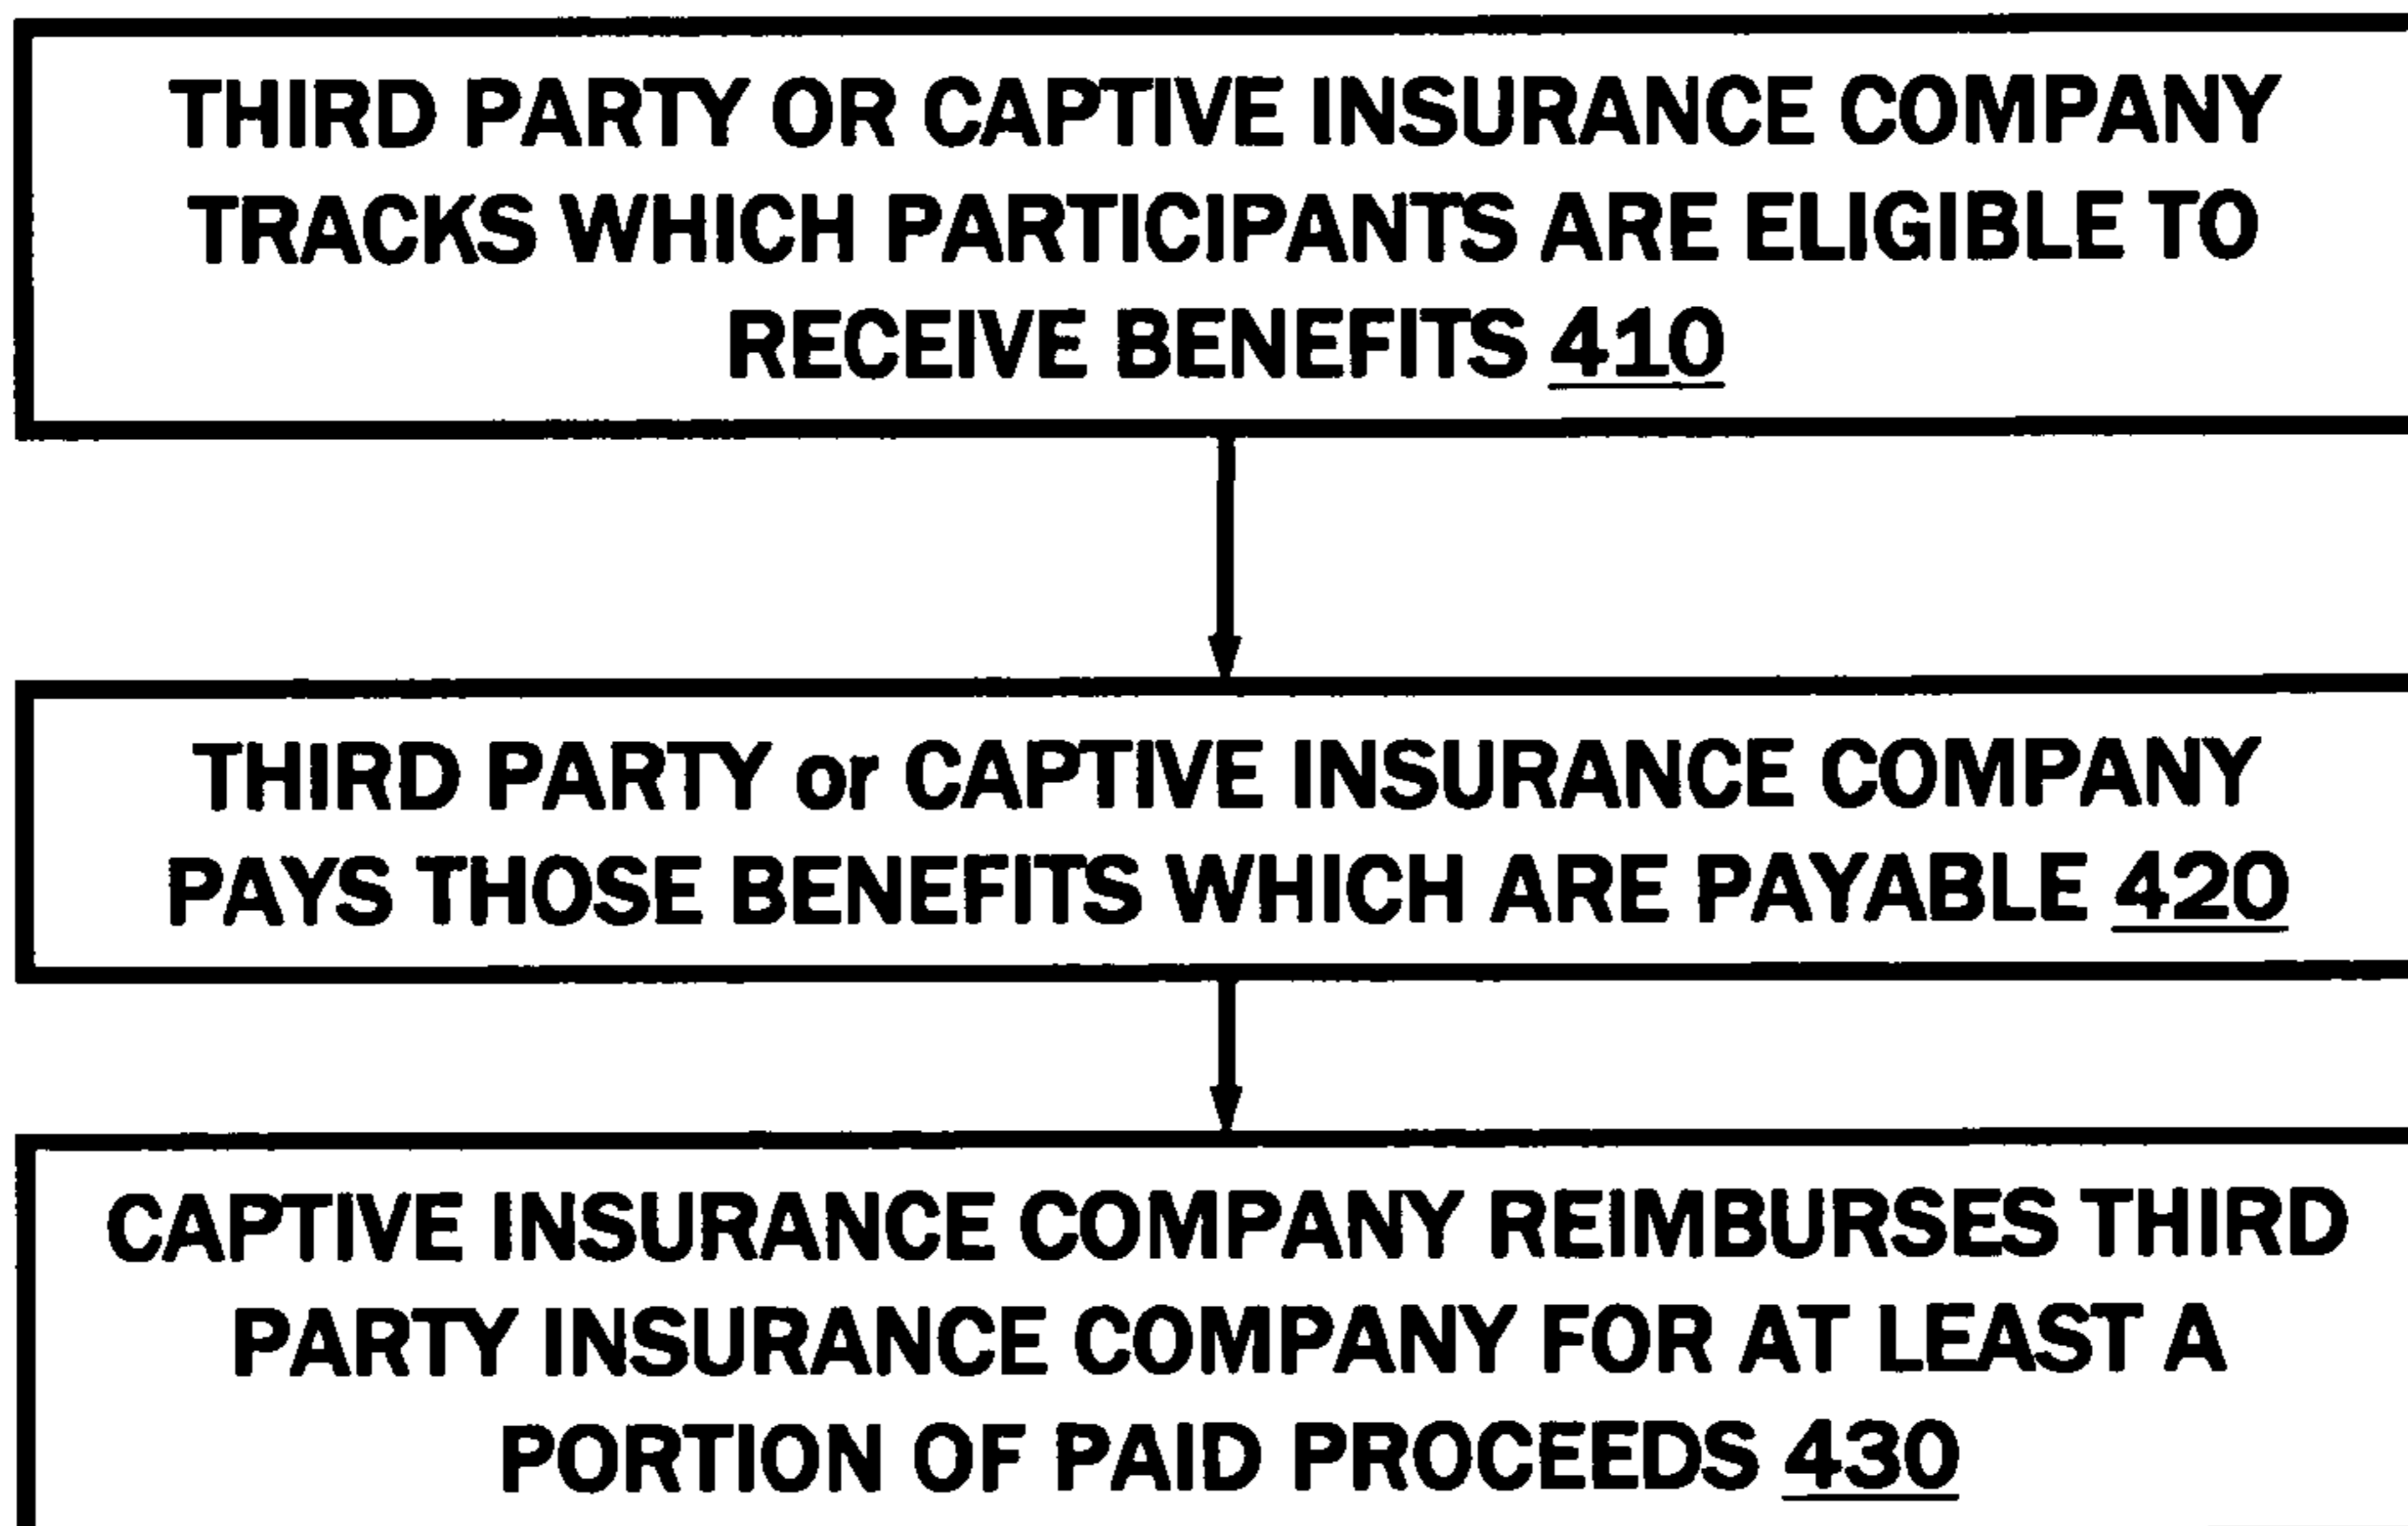 THIRD PARTY OR CAPTIVE INSURANCE COMPANY
TRACKS WHICH PARTICIPANTS ARE ELIGIBLE TO
RECEIVE BENEFITS 410
THIRD PARTY or CAPTIVE INSURANCE COMPANY
PAYS THOSE BENEFITS WHICH ARE PAYABLE 420
CAPTIVE INSURANCE COMPANY REIMBURSES THIRD
PARTY INSURANCE COMPANY FOR AT LEAST A
PORTION OF PAID PROCEEDS 430